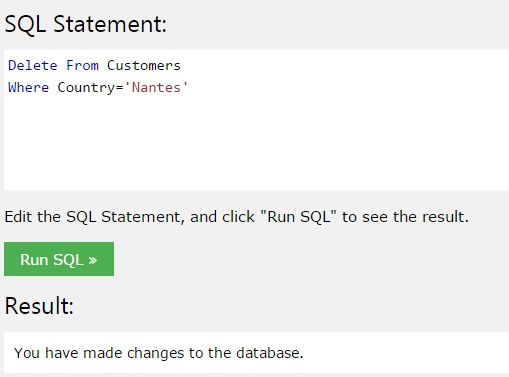 SQL Statement:
Delete From Customers
Where Country='Nantes'
Edit the SQL Statement, and click "Run SQL" to see the result.
Run SQL »
Result:
You have made changes to the database.